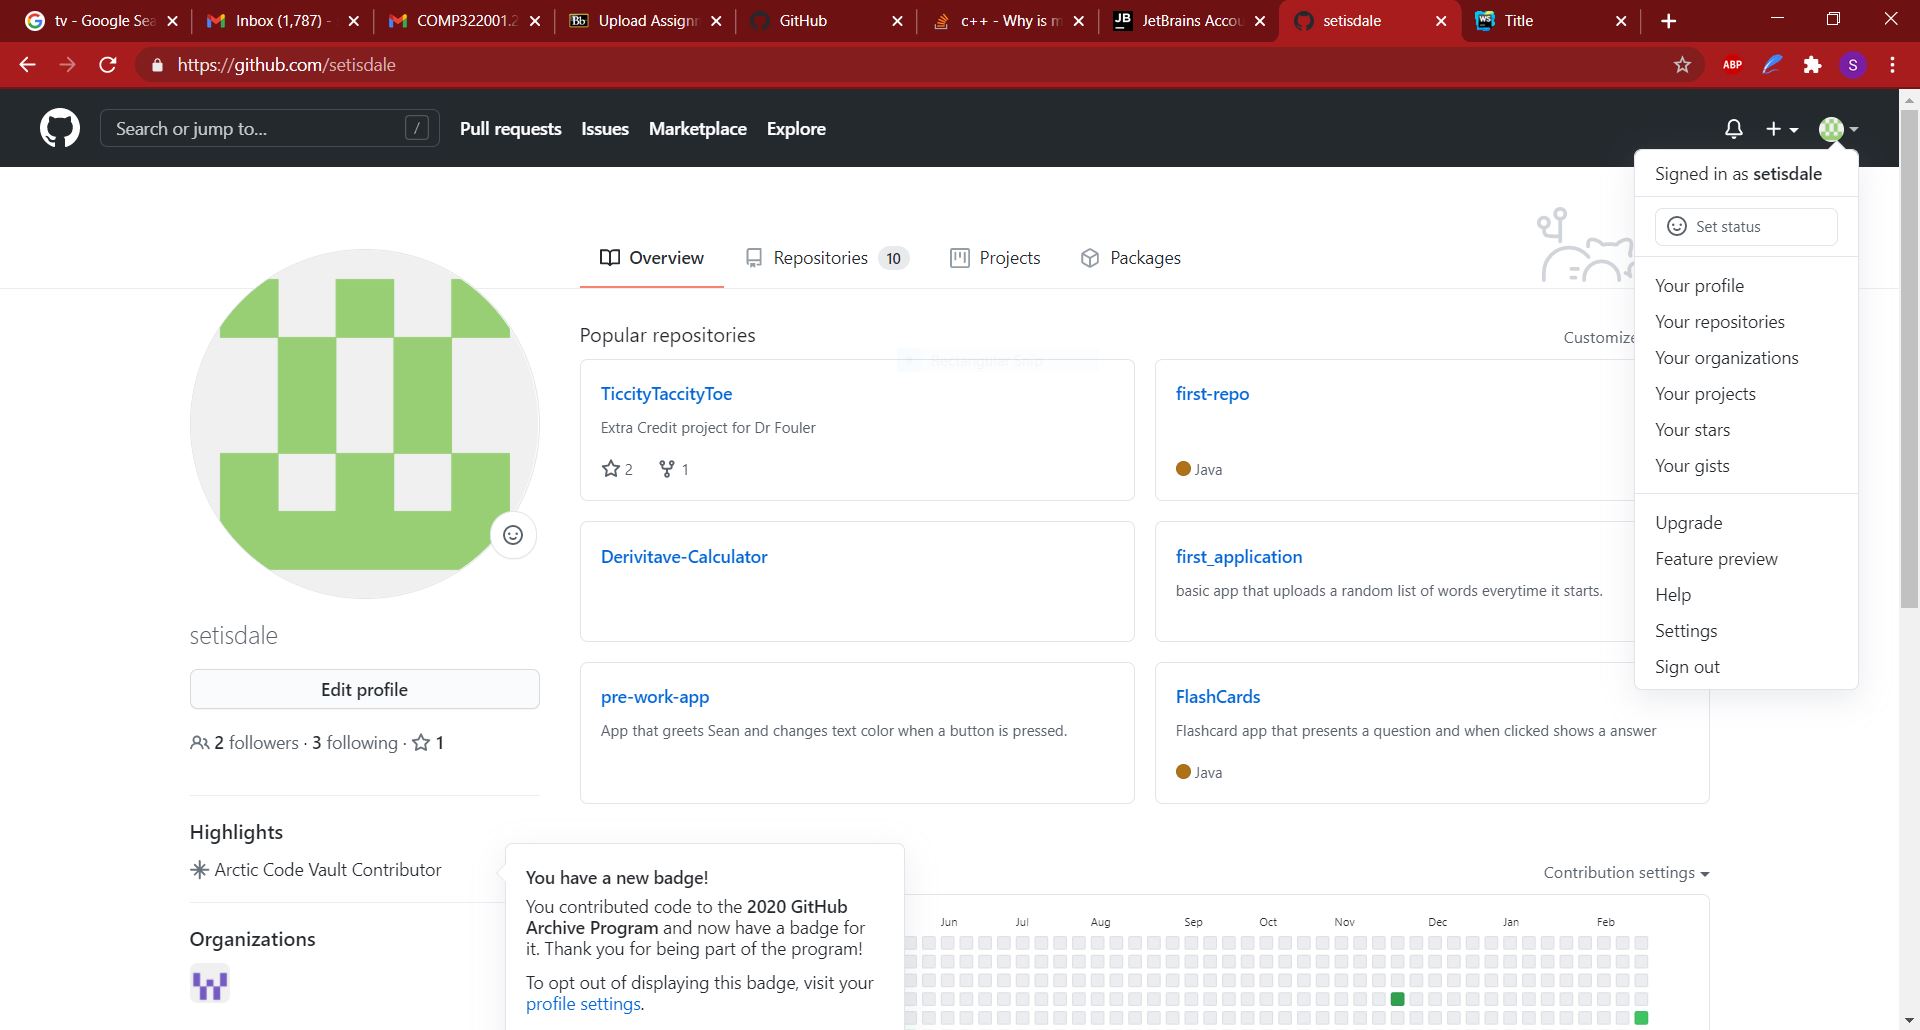 tv - Google Sea
Inbox (1,787) -
COMP322001.2
Bb Upload Assignm
GitHub
c++ - Why is m
JB JetBrains Accou
setisdale
WS Title
https://github.com/setisdale
ABP
S
Search or jump to...
/
Pull requests
Issues
Marketplace
Explore
Signed in as setisdale
Set status
Your profile
Your repositories
Your organizations
Your projects
Your stars
Your gists
Upgrade
Feature preview
Help
Settings
Sign out
Overview
Repositories 10
Projects
Packages
setisdale
Edit profile
2 followers · 3 following · 1
Highlights
Arctic Code Vault Contributor
Organizations
Popular repositories
Customize
Rectangular Snip
TiccityTaccityToe
Extra Credit project for Dr Fouler
2 1
first-repo
Java
Derivitave-Calculator
first_application
basic app that uploads a random list of words everytime it starts.
pre-work-app
App that greets Sean and changes text color when a button is pressed.
FlashCards
Flashcard app that presents a question and when clicked shows a answer
Java
You have a new badge!
You contributed code to the 2020 GitHub
Archive Program and now have a badge for
it. Thank you for being part of the program!
To opt out of displaying this badge, visit your
profile settings.
Contribution settings
Jun Jul Aug Sep Oct Nov Dec Jan Feb